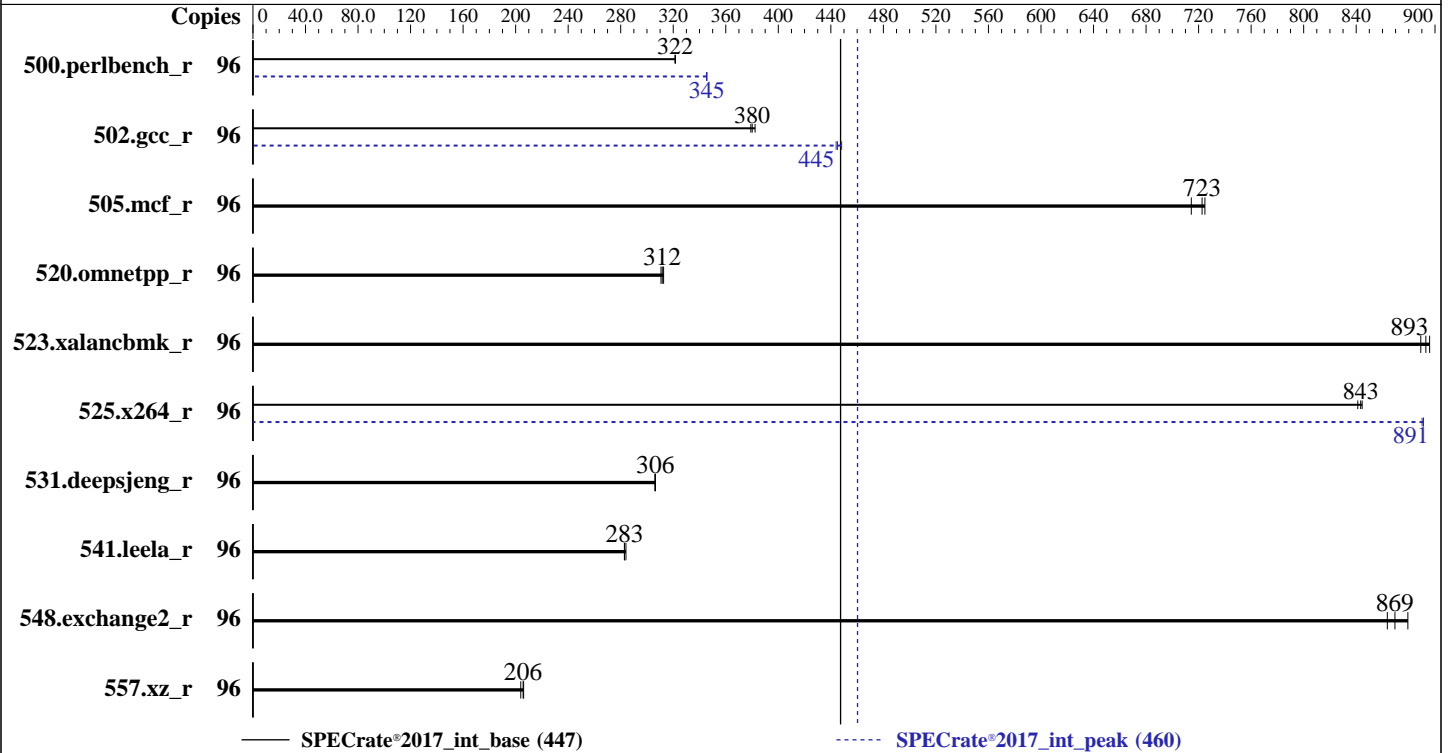 Copies 0 40.0 80.0 120 160 200 240 280 320 360 400 440 480 520 560 600 640 680 720 760 800 840 900
322
500.perlbench_r 96
345
380
502.gcc_r 96
445
723
505.mcf_r 96
312
520.omnetpp_r 96
893
523.xalancbmk_r 96
843
525.x264_r 96
891
306
531.deepsjeng_r 96
283
541.leela_r 96
869
548.exchange2_r 96
206
557.xz_r 96
SPECrate®2017_int_base (447) SPECrate®2017_int_peak (460)